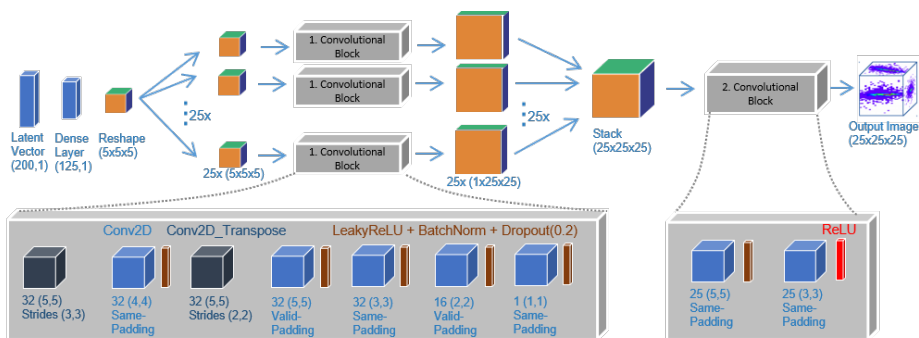 Latent
Vector
(200,1)
Dense
Layer
(125,1)
Reshape
(5x5x5)
25x
25x (5x5x5)
1. Convolutional
Block
1. Convolutional
Block
1. Convolutional
Block
25x
25x (1x25x25)
Stack
(25x25x25)
2. Convolutional
Block
Output Image
(25x25x25)
Conv2D
Conv2D_Transpose
LeakyReLU + BatchNorm + Dropout(0.2)
32 (5,5)
Strides (3,3)
32 (4,4)
Same-
Padding
32 (5,5)
Strides (2,2)
32 (5,5)
Valid-
Padding
32 (3,3)
Same-
Padding
16 (2,2)
Valid-
Padding
1 (1,1)
Same-
Padding
ReLU
25 (5,5)
Same-
Padding
25 (3,3)
Same-
Padding